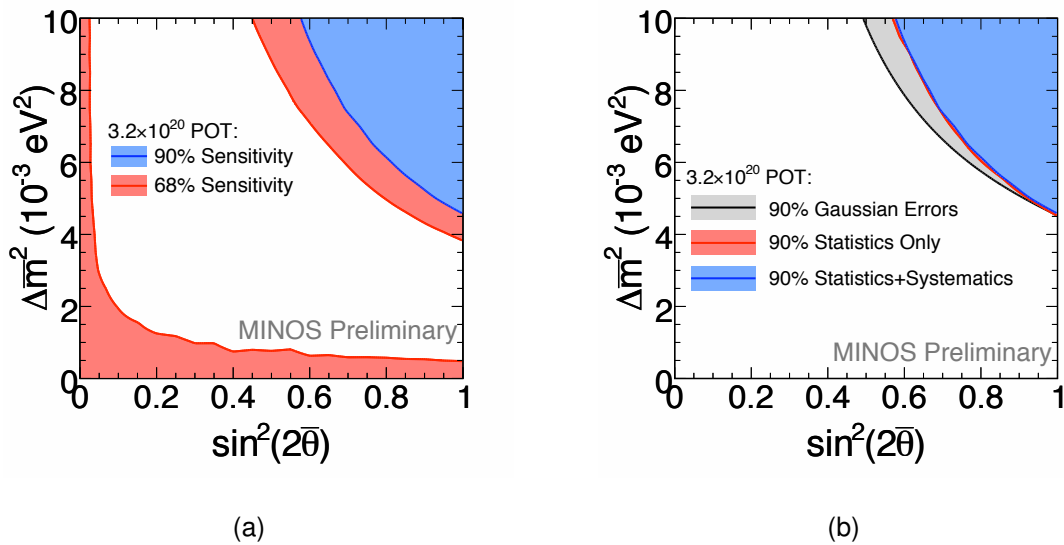 10
8
6
4
2
0
Δm̅² (10⁻³ eV²)
3.2×10²⁰ POT:
90% Sensitivity
68% Sensitivity
MINOS Preliminary
0 0.2 0.4 0.6 0.8 1
sin²(2θ̅)
(a)
10
8
6
4
2
0
Δm̅² (10⁻³ eV²)
3.2×10²⁰ POT:
90% Gaussian Errors
90% Statistics Only
90% Statistics+Systematics
MINOS Preliminary
0 0.2 0.4 0.6 0.8 1
sin²(2θ̅)
(b)